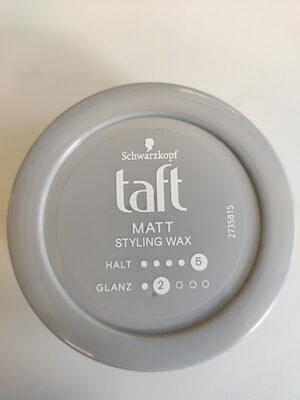 Schwarzkopf
taft
MATT
STYLING WAX
HALT 5
GLANZ 2
2735815